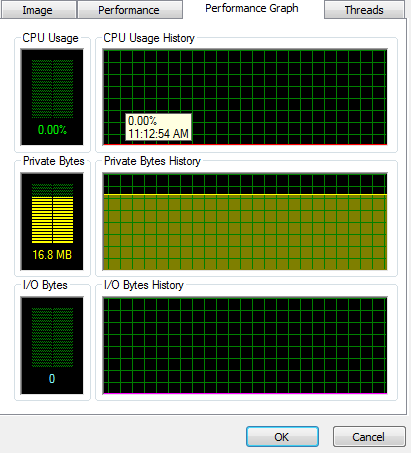 Image Performance Performance Graph Threads
CPU Usage CPU Usage History
0.00%
0.00%
11:12:54 AM
Private Bytes Private Bytes History
16.8 MB
I/O Bytes I/O Bytes History
0
OK Cancel